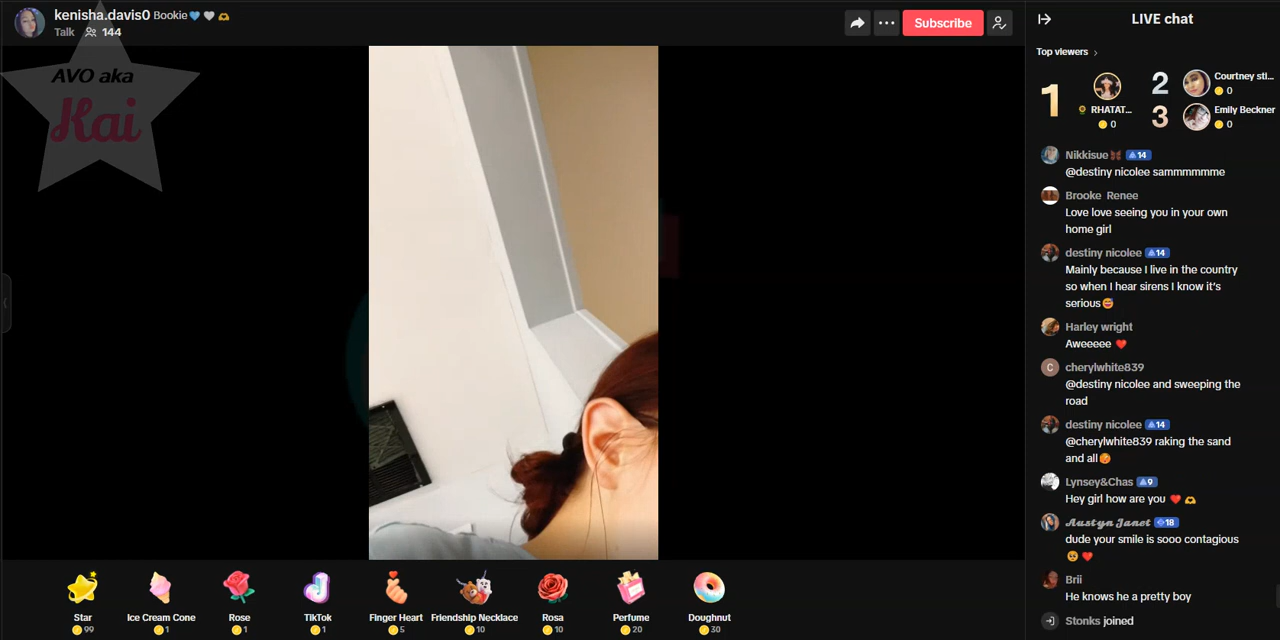 kenisha.davis0 Bookie💙🤍🫶
Talk 144
Subscribe
LIVE chat
AVO aka
Kai
Top viewers >
1 RHATAT... 0
2 Courtney sti... 0
3 Emily Beckner 0
Nikkisue 14
@destiny nicolee sammmmmme
Brooke Renee
Love love seeing you in your own
home girl
destiny nicolee 14
Mainly because I live in the country
so when I hear sirens I know it's
serious😅
Harley wright
Aweeeee ❤️
C cherylwhite839
@destiny nicolee and sweeping the
road
destiny nicolee 14
@cherylwhite839 raking the sand
and all🥵
Lynsey&Chas 9
Hey girl how are you ❤️ 🫶
𝓐𝓾𝓼𝓽𝔂𝓷 𝓙𝓪𝓷𝓮𝓽 18
dude your smile is sooo contagious
🥹❤️
Brii
He knows he a pretty boy
Stonks joined
Star
99
Ice Cream Cone
1
Rose
1
TikTok
1
Finger Heart
5
Friendship Necklace
10
Rosa
10
Perfume
20
Doughnut
30